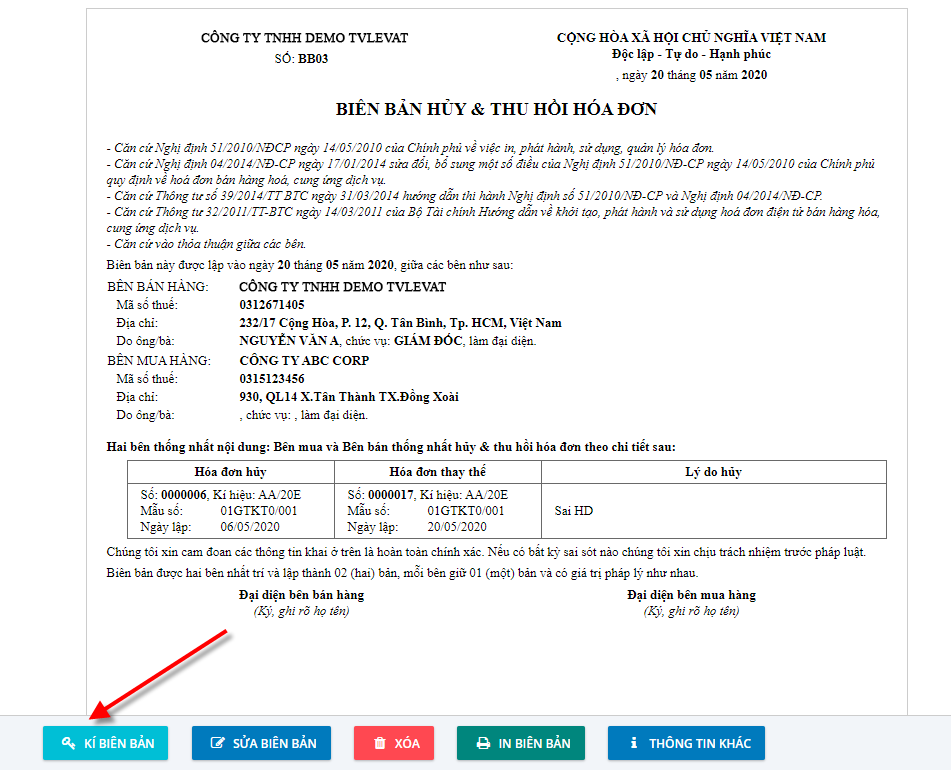 CÔNG TY TNHH DEMO TVLEVAT
SỐ: BB03
CỘNG HÒA XÃ HỘI CHỦ NGHĨA VIỆT NAM
Độc lập - Tự do - Hạnh phúc
, ngày 20 tháng 05 năm 2020
BIÊN BẢN HỦY & THU HỒI HÓA ĐƠN
- Căn cứ Nghị định 51/2010/NĐCP ngày 14/05/2010 của Chính phủ về việc in, phát hành, sử dụng, quản lý hóa đơn.
- Căn cứ Nghị định 04/2014/NĐ-CP ngày 17/01/2014 sửa đổi, bổ sung một số điều của Nghị định 51/2010/NĐ-CP ngày 14/05/2010 của Chính phủ
quy định về hoá đơn bán hàng hoá, cung ứng dịch vụ.
- Căn cứ Thông tư số 39/2014/TT BTC ngày 31/03/2014 hướng dẫn thi hành Nghị định số 51/2010/NĐ-CP và Nghị định 04/2014/NĐ-CP.
- Căn cứ Thông tư 32/2011/TT-BTC ngày 14/03/2011 của Bộ Tài chính Hướng dẫn về khởi tạo, phát hành và sử dụng hoá đơn điện tử bán hàng hóa,
cung ứng dịch vụ.
- Căn cứ vào thỏa thuận giữa các bên.
Biên bản này được lập vào ngày 20 tháng 05 năm 2020, giữa các bên như sau:
BÊN BÁN HÀNG: CÔNG TY TNHH DEMO TVLEVAT
Mã số thuế: 0312671405
Địa chỉ: 232/17 Cộng Hòa, P. 12, Q. Tân Bình, Tp. HCM, Việt Nam
Do ông/bà: NGUYỄN VĂN A, chức vụ: GIÁM ĐỐC, làm đại diện.
BÊN MUA HÀNG: CÔNG TY ABC CORP
Mã số thuế: 0315123456
Địa chỉ: 930, QL14 X.Tân Thành TX.Đồng Xoài
Do ông/bà: , chức vụ: , làm đại diện.
Hai bên thống nhất nội dung: Bên mua và Bên bán thống nhất hủy & thu hồi hóa đơn theo chi tiết sau:
Hóa đơn hủy Hóa đơn thay thế Lý do hủy
Số: 0000006, Kí hiệu: AA/20E Số: 0000017, Kí hiệu: AA/20E
Mẫu số: 01GTKT0/001 Mẫu số: 01GTKT0/001 Sai HD
Ngày lập: 06/05/2020 Ngày lập: 20/05/2020
Chúng tôi xin cam đoan các thông tin khai ở trên là hoàn toàn chính xác. Nếu có bất kỳ sai sót nào chúng tôi xin chịu trách nhiệm trước pháp luật.
Biên bản được hai bên nhất trí và lập thành 02 (hai) bản, mỗi bên giữ 01 (một) bản và có giá trị pháp lý như nhau.
Đại diện bên bán hàng Đại diện bên mua hàng
(Ký, ghi rõ họ tên) (Ký, ghi rõ họ tên)
KÍ BIÊN BẢN SỬA BIÊN BẢN XÓA IN BIÊN BẢN THÔNG TIN KHÁC